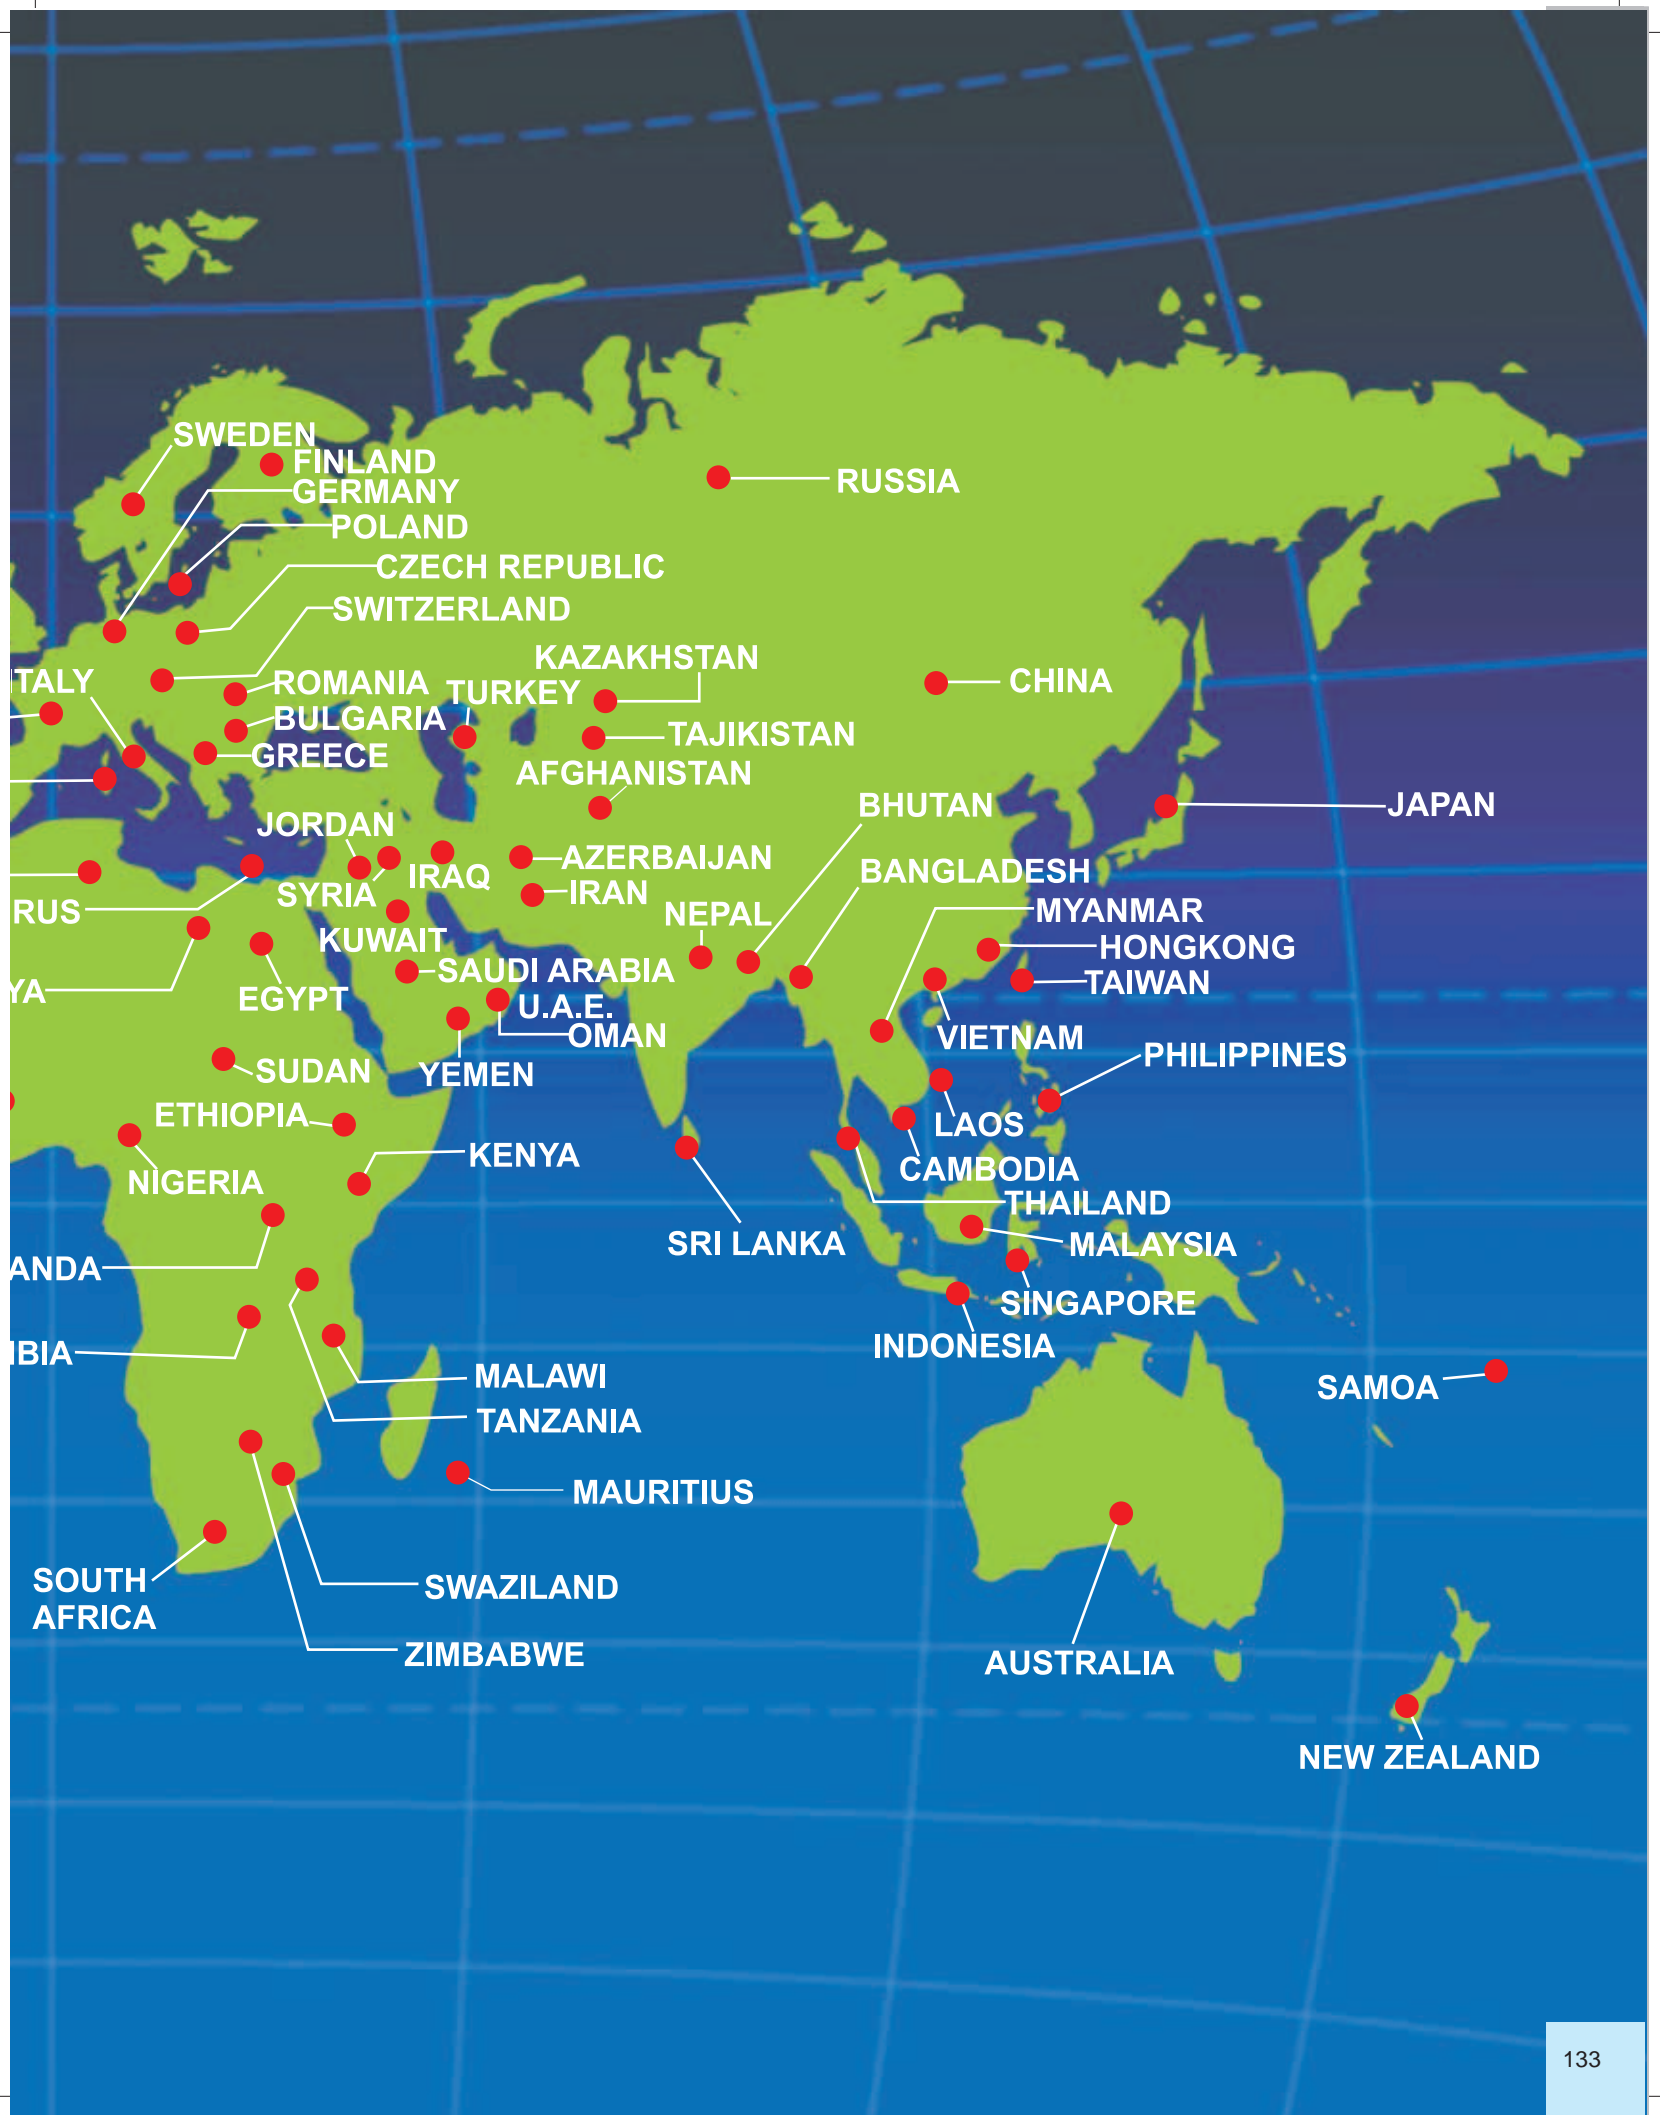 SWEDEN
FINLAND
GERMANY
POLAND
CZECH REPUBLIC
SWITZERLAND
RUSSIA
KAZAKHSTAN
ITALY
ROMANIA
TURKEY
CHINA
BULGARIA
TAJIKISTAN
GREECE
AFGHANISTAN
BHUTAN
JAPAN
JORDAN
AZERBAIJAN
BANGLADESH
IRAQ
SYRIA
IRAN
RUS
NEPAL
MYANMAR
KUWAIT
HONGKONG
SAUDI ARABIA
TAIWAN
YA
EGYPT
U.A.E.
OMAN
VIETNAM
PHILIPPINES
SUDAN
YEMEN
ETHIOPIA
LAOS
KENYA
CAMBODIA
NIGERIA
THAILAND
SRI LANKA
MALAYSIA
ANDA
SINGAPORE
INDONESIA
IBIA
MALAWI
SAMOA
TANZANIA
MAURITIUS
SOUTH
AFRICA
SWAZILAND
ZIMBABWE
AUSTRALIA
NEW ZEALAND
133